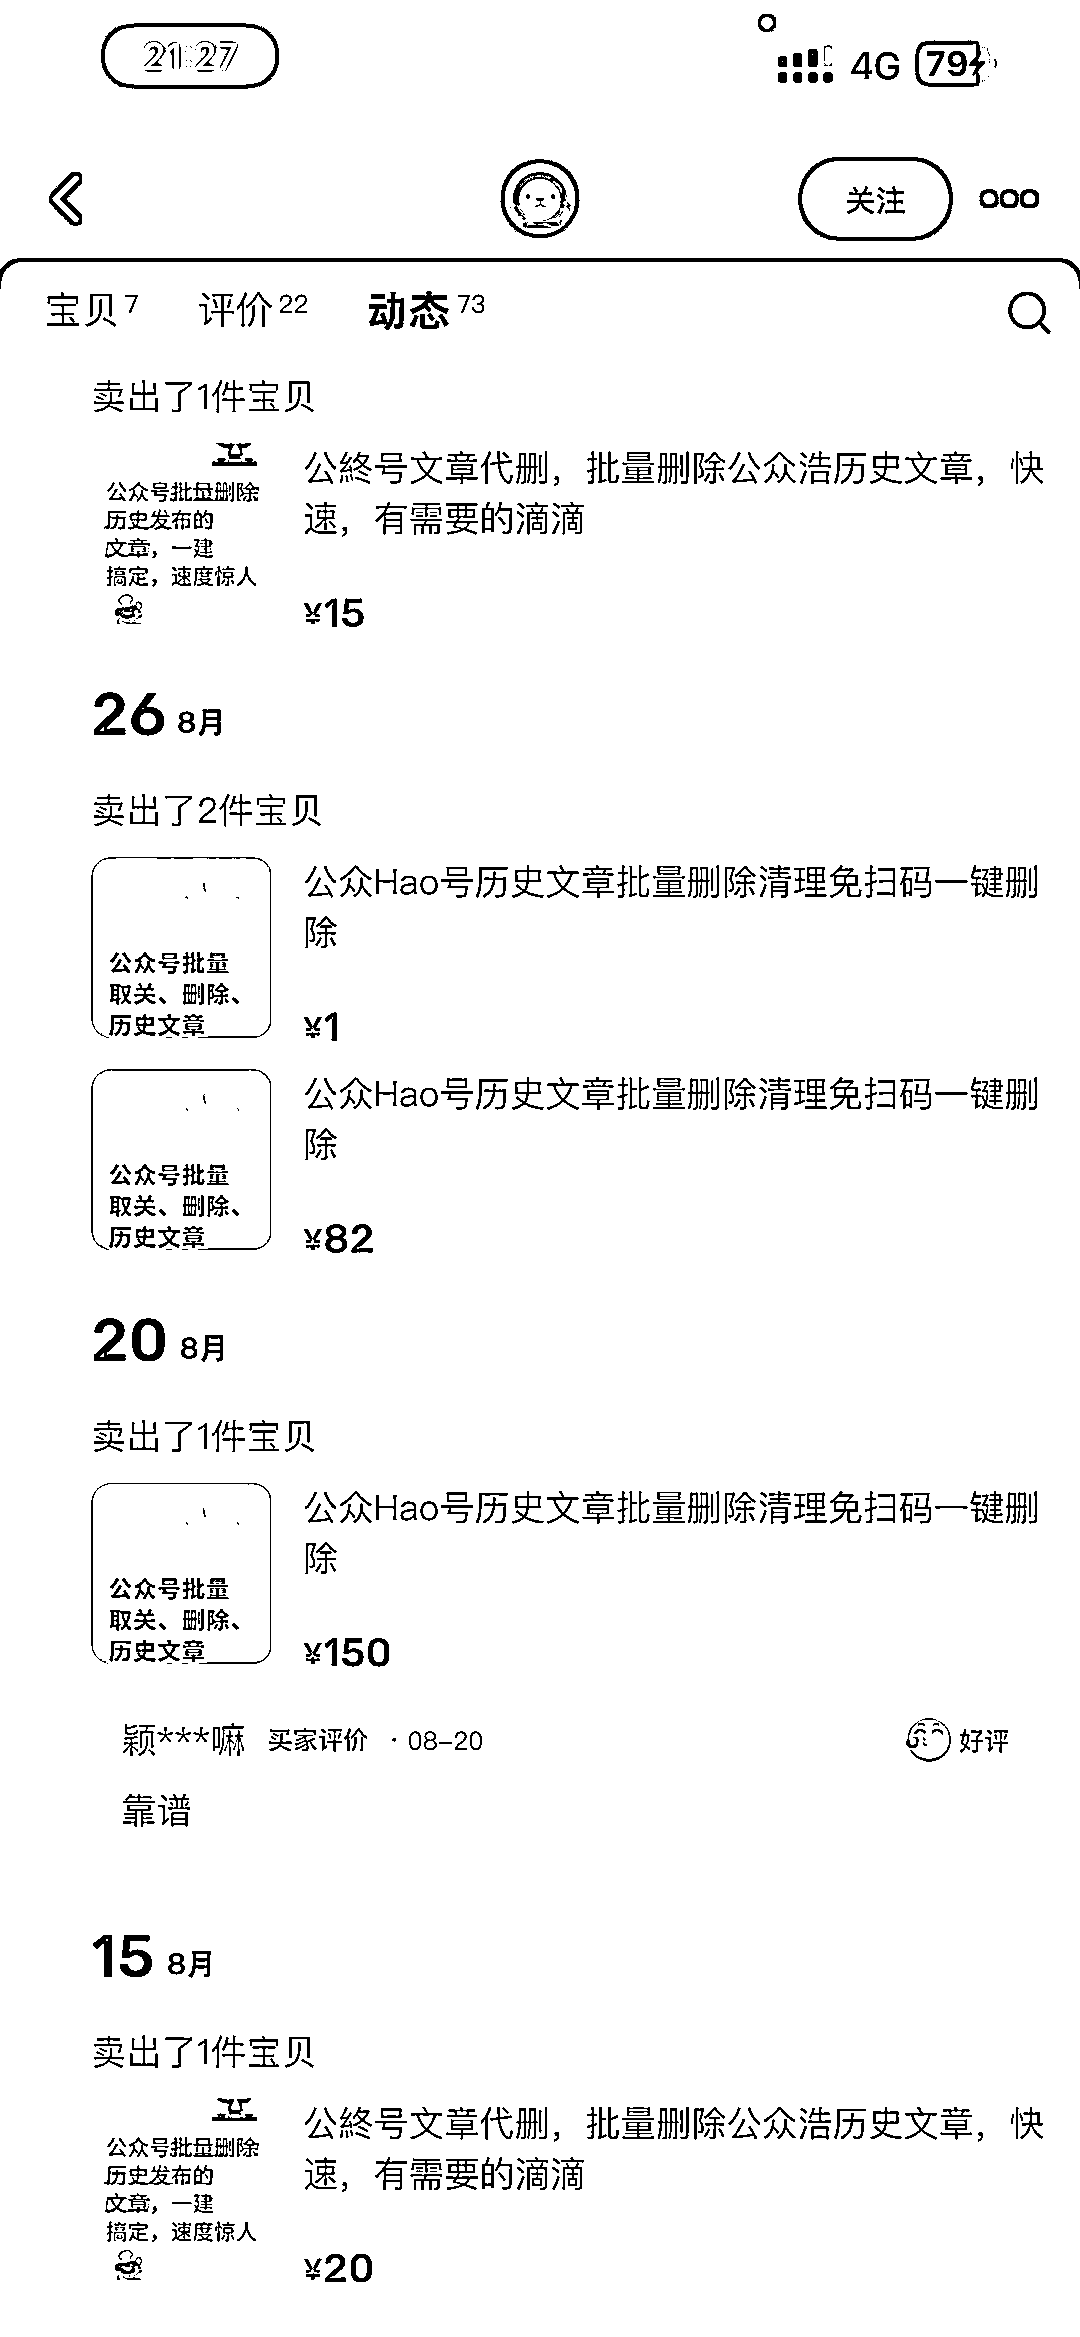 21:27
4G 79
关注
宝贝 7 评价 22 动态 73
卖出了1件宝贝
公众号批量删除
历史发布的
文章，一建
搞定，速度惊人
公終号文章代删，批量删除公众浩历史文章，快
速，有需要的滴滴
¥15
26 8月
卖出了2件宝贝
公众号批量
取关、删除、
历史文章
公众Hao号历史文章批量删除清理免扫码一键删
除
¥1
公众号批量
取关、删除、
历史文章
公众Hao号历史文章批量删除清理免扫码一键删
除
¥82
20 8月
卖出了1件宝贝
公众号批量
取关、删除、
历史文章
公众Hao号历史文章批量删除清理免扫码一键删
除
¥150
颖***嘛 买家评价 · 08-20 好评
靠谱
15 8月
卖出了1件宝贝
公众号批量删除
历史发布的
文章，一建
搞定，速度惊人
公終号文章代删，批量删除公众浩历史文章，快
速，有需要的滴滴
¥20